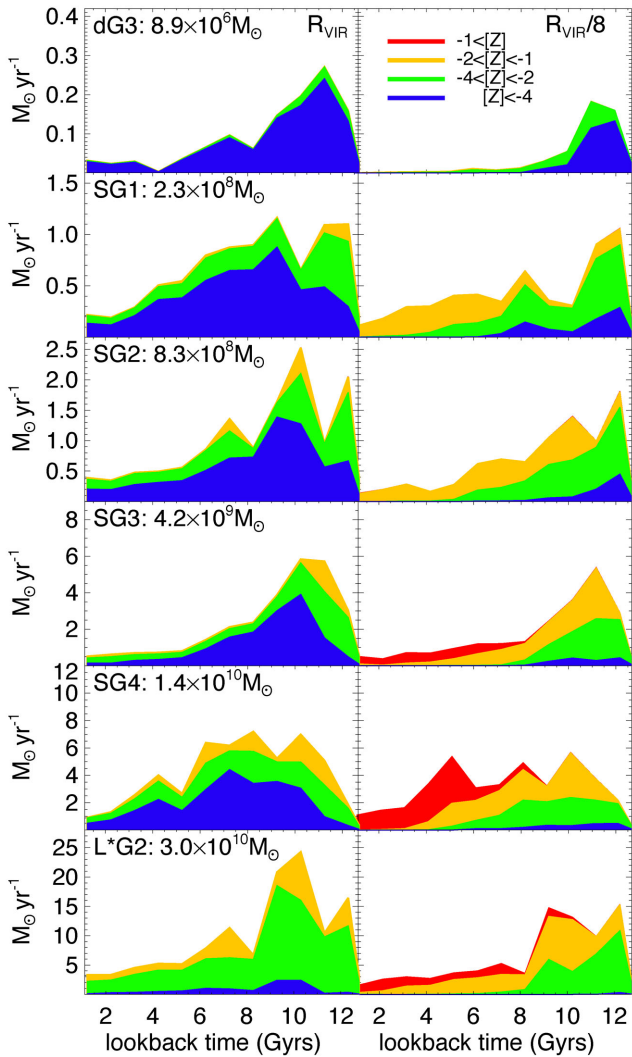 dG3: 8.9×10⁶M⊙ R_VIR R_VIR/8
-1<[Z]
-2<[Z]<-1
-4<[Z]<-2
[Z]<-4
0.4
0.3
0.2
0.1
M⊙ yr⁻¹
SG1: 2.3×10⁸M⊙
1.5
1.0
0.5
M⊙ yr⁻¹
SG2: 8.3×10⁸M⊙
2.5
2.0
1.5
1.0
0.5
M⊙ yr⁻¹
SG3: 4.2×10⁹M⊙
8
6
4
2
M⊙ yr⁻¹
SG4: 1.4×10¹⁰M⊙
12
10
8
6
4
2
M⊙ yr⁻¹
L*G2: 3.0×10¹⁰M⊙
25
20
15
10
5
M⊙ yr⁻¹
2 4 6 8 10 12 2 4 6 8 10 12
lookback time (Gyrs) lookback time (Gyrs)